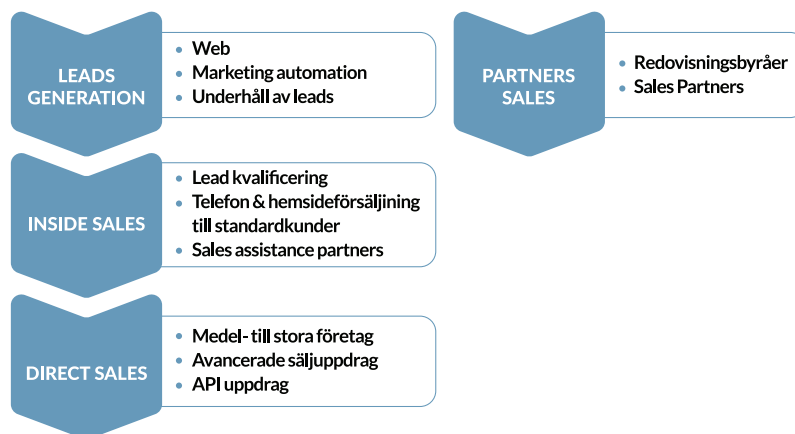 LEADS
GENERATION
• Web
• Marketing automation
• Underhåll av leads
INSIDE SALES
• Lead kvalificering
• Telefon & hemsideförsäljining
till standardkunder
• Sales assistance partners
DIRECT SALES
• Medel- till stora företag
• Avancerade säljuppdrag
• API uppdrag
PARTNERS
SALES
• Redovisningsbyråer
• Sales Partners